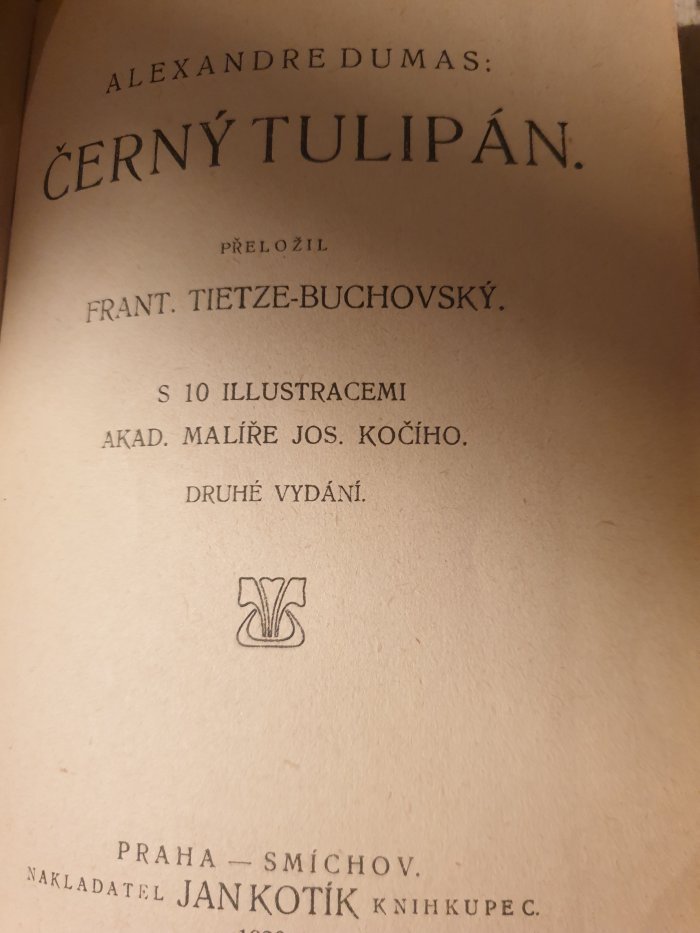 ALEXANDRE DUMAS:
ČERNÝ TULIPÁN.
PŘELOŽIL
FRANT. TIETZE-BUCHOVSKÝ.
S 10 ILLUSTRACEMI
AKAD. MALÍŘE JOS. KOČÍHO.
DRUHÉ VYDÁNÍ.
PRAHA — SMÍCHOV.
NAKLADATEL JAN KOTÍK KNIHKUPEC.